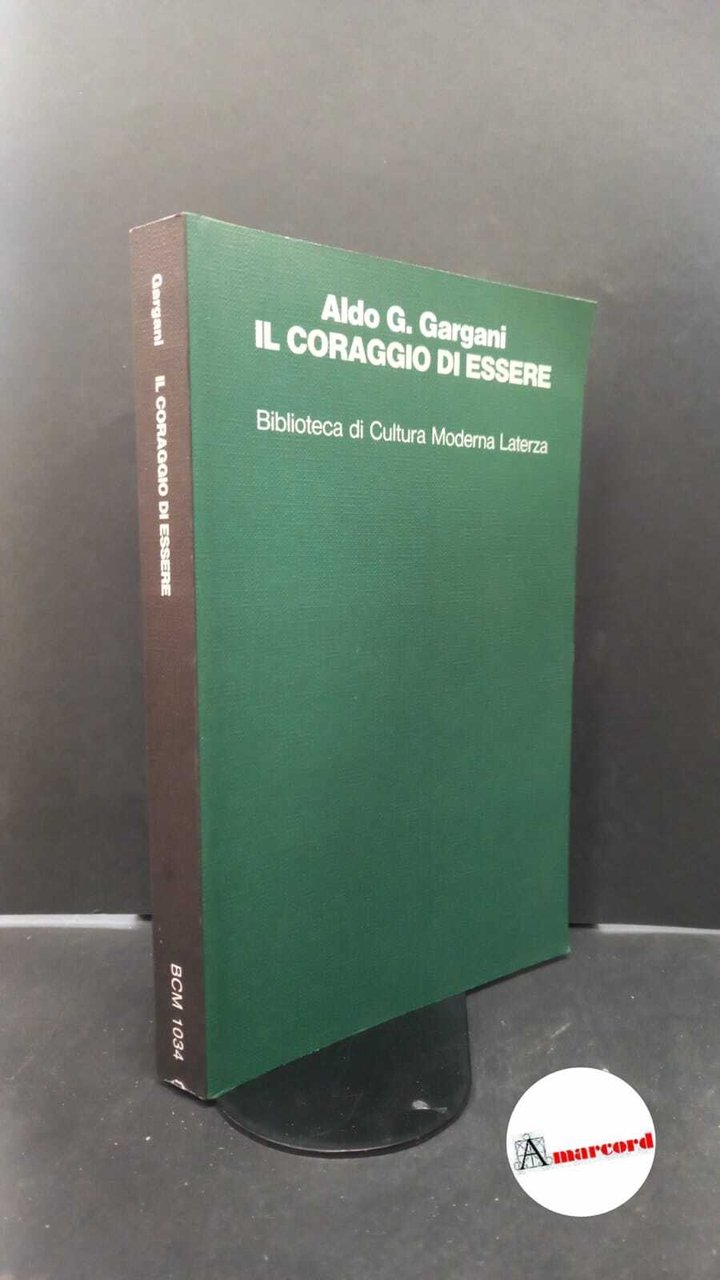 Aldo G. Gargani
IL CORAGGIO DI ESSERE
Biblioteca di Cultura Moderna Laterza
Gargani IL CORAGGIO DI ESSERE
BCM 1034
Amarcord